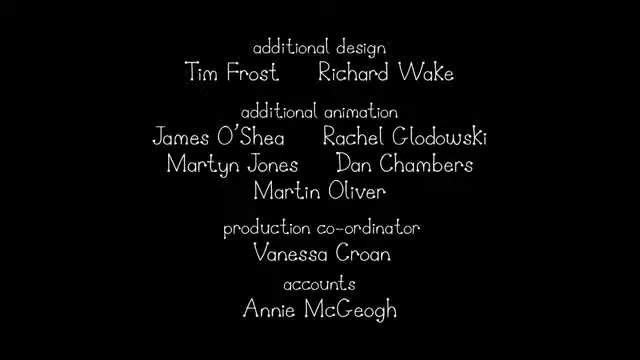 additional design
Tim Frost Richard Wake
additional animation
James O'Shea Rachel Glodowski
Martyn Jones Dan Chambers
Martin Oliver
production co-ordinator
Vanessa Croan
accounts
Annie McGeogh